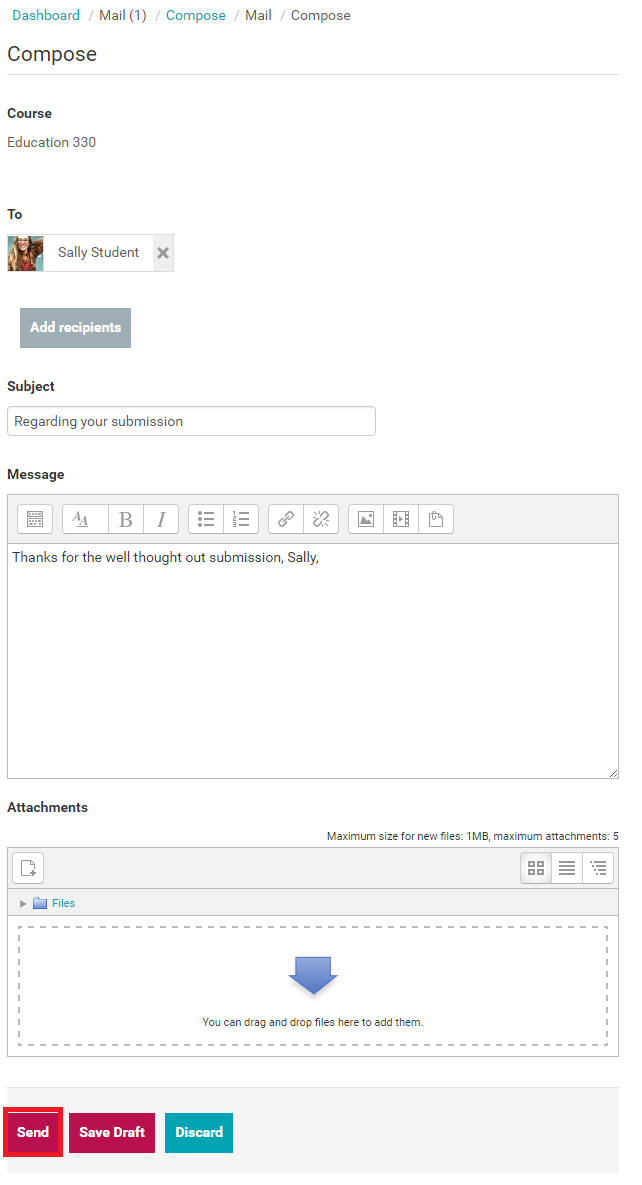 Dashboard / Mail (1) / Compose / Mail / Compose
Compose
Course
Education 330
To
Sally Student
Add recipients
Subject
Regarding your submission
Message
B I
Thanks for the well thought out submission, Sally,
Attachments
Maximum size for new files: 1MB, maximum attachments: 5
Files
You can drag and drop files here to add them.
Send Save Draft Discard